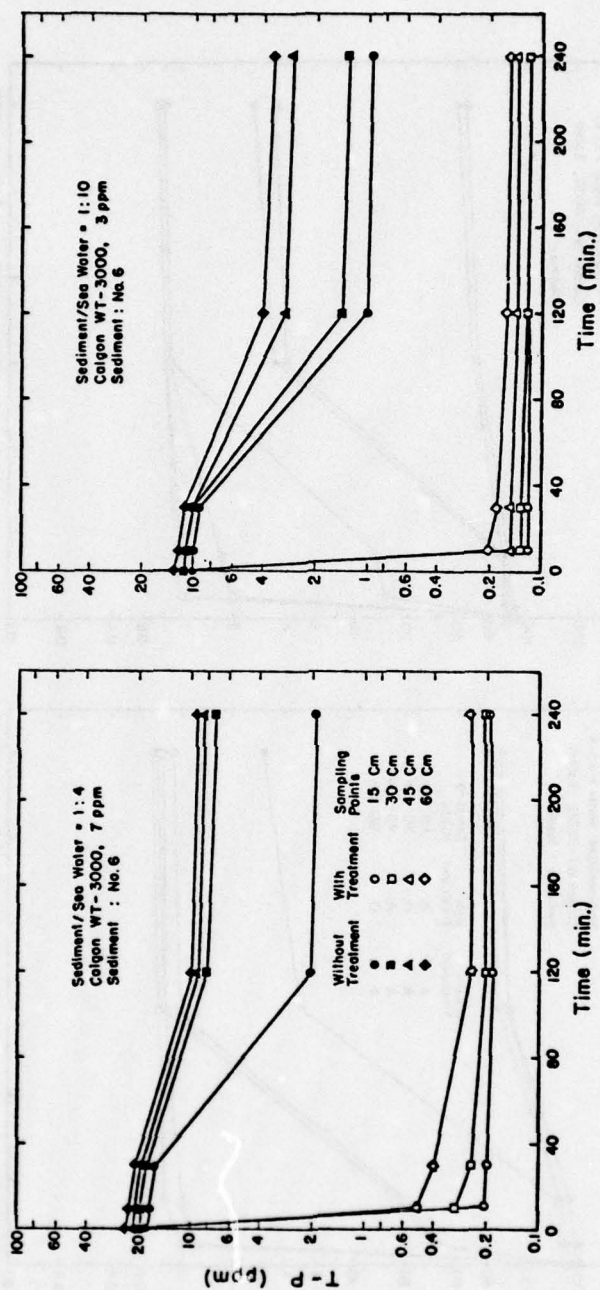 T-P (ppm)
100
40
20
10
6
4
2
1
0.6
0.4
0.2
0.1
Sediment/Sea Water = 1:4
Calgon WT-3000, 7 ppm
Sediment : No.6
Without Treatment
With Treatment
Sampling Points
● ○ 15 Cm
■ □ 30 Cm
▲ △ 45 Cm
◆ ◇ 60 Cm
0 40 80 120 160 200 240
Time (min.)
100
40
20
10
6
4
2
1
0.6
0.4
0.2
0.1
Sediment/Sea Water = 1:10
Calgon WT-3000, 3 ppm
Sediment : No.6
0 40 80 120 160 200 240
Time (min.)